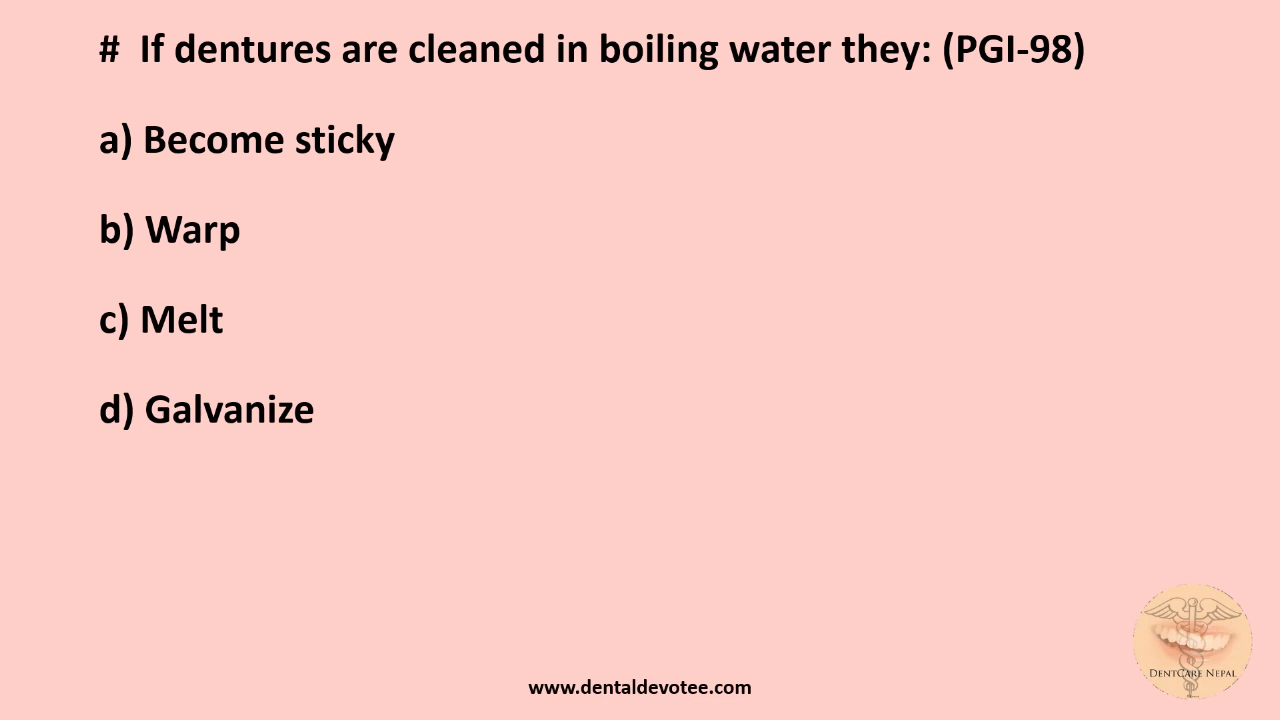 # If dentures are cleaned in boiling water they: (PGI-98)
a) Become sticky
b) Warp
c) Melt
d) Galvanize
DentCare Nepal
www.dentaldevotee.com